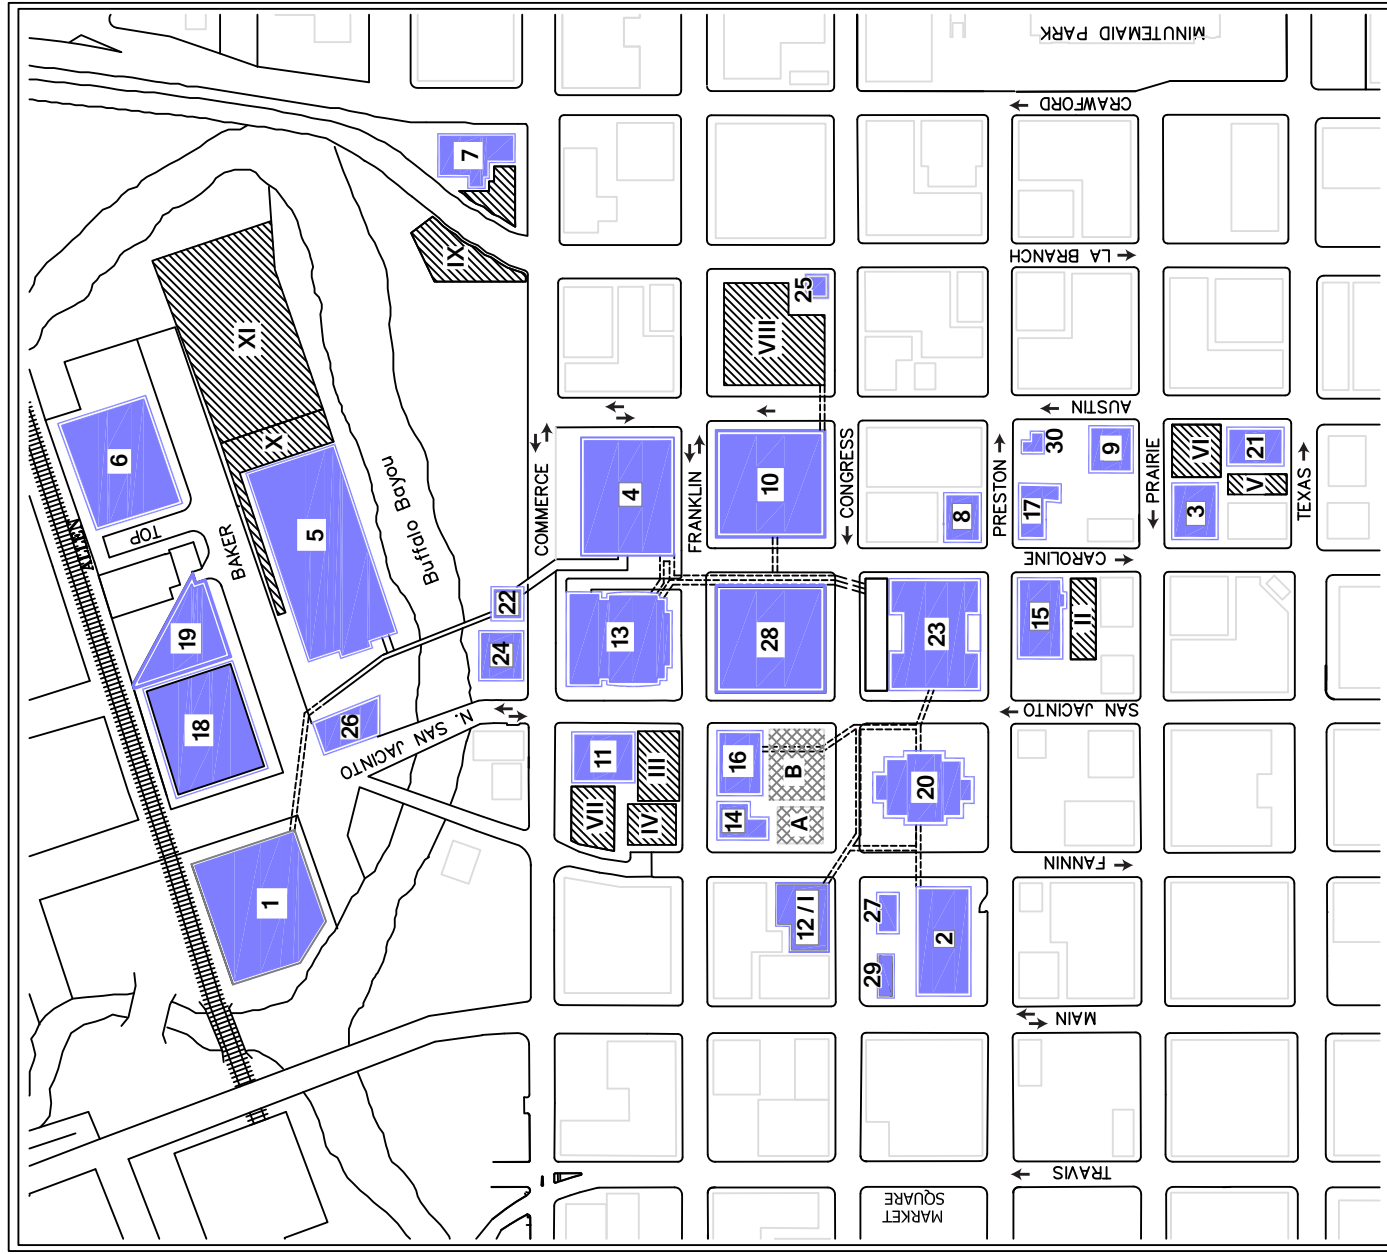 MINUTEMAID PARK
CRAWFORD
7
IX
LA BRANCH
25
VIII
XI
X
6
TOP
ALLEN
BAKER
5
Buffalo Bayou
COMMERCE
4
FRANKLIN
10
CONGRESS
8
PRESTON
AUSTIN
30
9
17
PRAIRIE
VI
21
V
3
TEXAS
CAROLINE
22
24
13
28
23
15
II
19
18
26
N. SAN JACINTO
SAN JACINTO
11
III
VII
IV
16
B
14
A
20
FANNIN
1
12 / I
27
29
2
MAIN
TRAVIS
MARKET
SQUARE